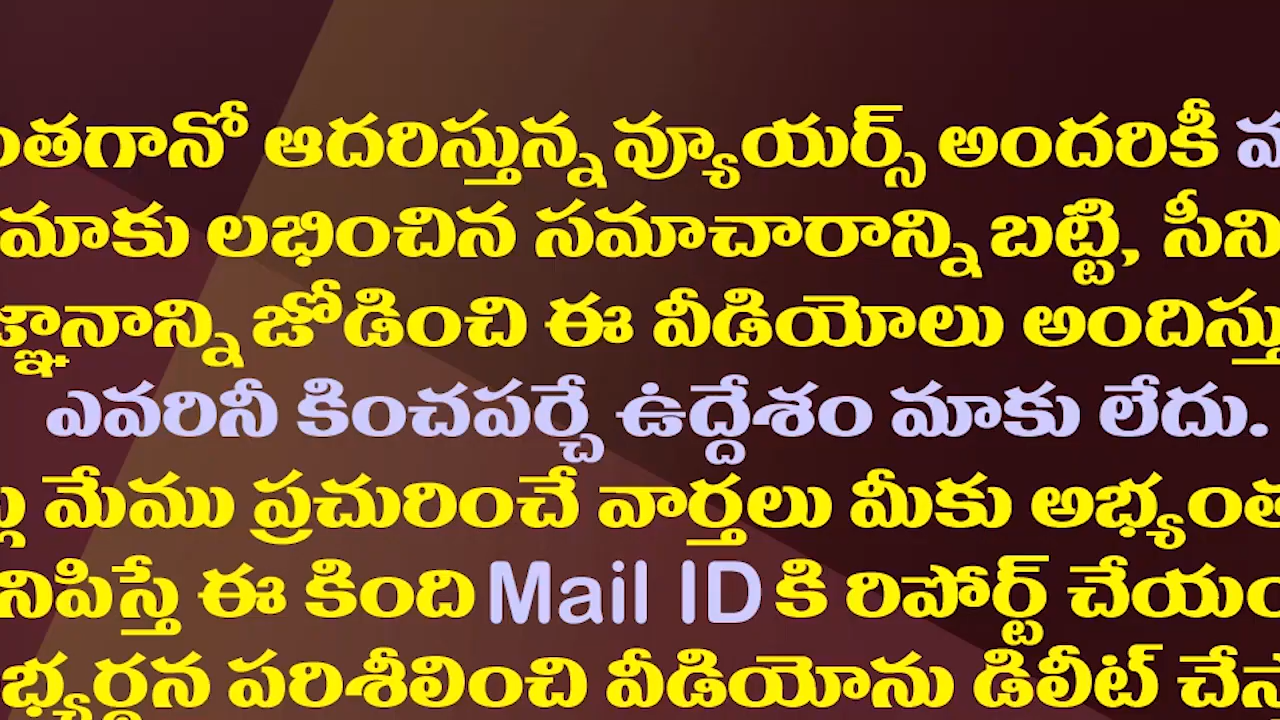 ంతగానో ఆదరిస్తున్న వ్యూయర్స్ అందరికీ
మాకు లభించిన సమాచారాన్ని బట్టి, సీని
జ్ఞానాన్ని జోడించి ఈ వీడియోలు అందిస్తు
ఎవరినీ కించపర్చే ఉద్దేశం మాకు లేదు.
మేము ప్రచురించే వార్తలు మీకు అభ్యంత
నిపిస్తే ఈ కింది Mail ID కి రిపోర్ట్ చేయం
భ్యర్థన పరిశీలించి వీడియోను డిలీట్ చేస